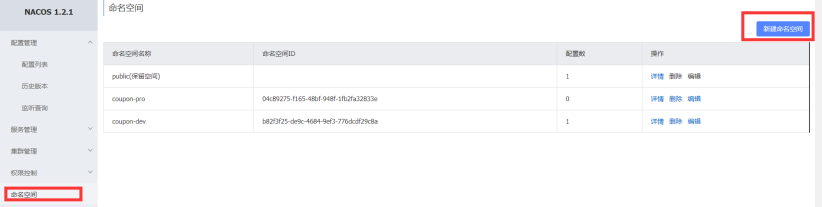 NACOS 1.2.1
配置管理
配置列表
历史版本
监听查询
服务管理
集群管理
权限控制
命名空间
命名空间
新建命名空间
命名空间名称 命名空间ID 配置数 操作
public(保留空间) 1 详情 删除 编辑
coupon-pro 04c89275-f165-48bf-948f-1fb2fa32833e 0 详情 删除 编辑
coupon-dev b82f3f25-de9c-4684-9ef3-776dcdf29c8a 1 详情 删除 编辑